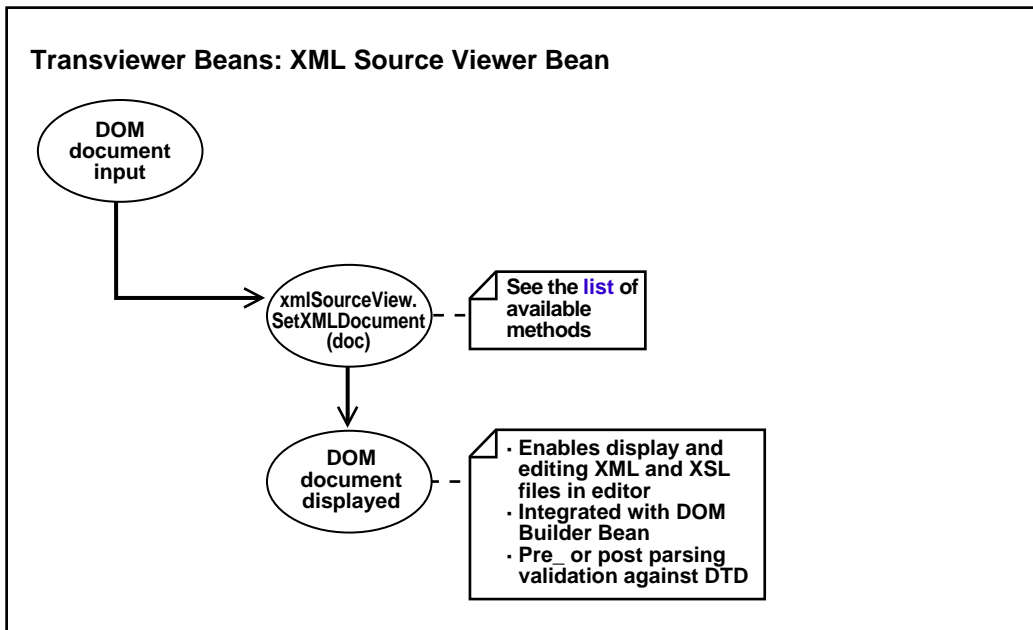 Transviewer Beans: XML Source Viewer Bean
DOM
document
input
xmlSourceView.
SetXMLDocument
(doc)
See the list of
available
methods
DOM
document
displayed
· Enables display and
editing XML and XSL
files in editor
· Integrated with DOM
Builder Bean
· Pre_ or post parsing
validation against DTD